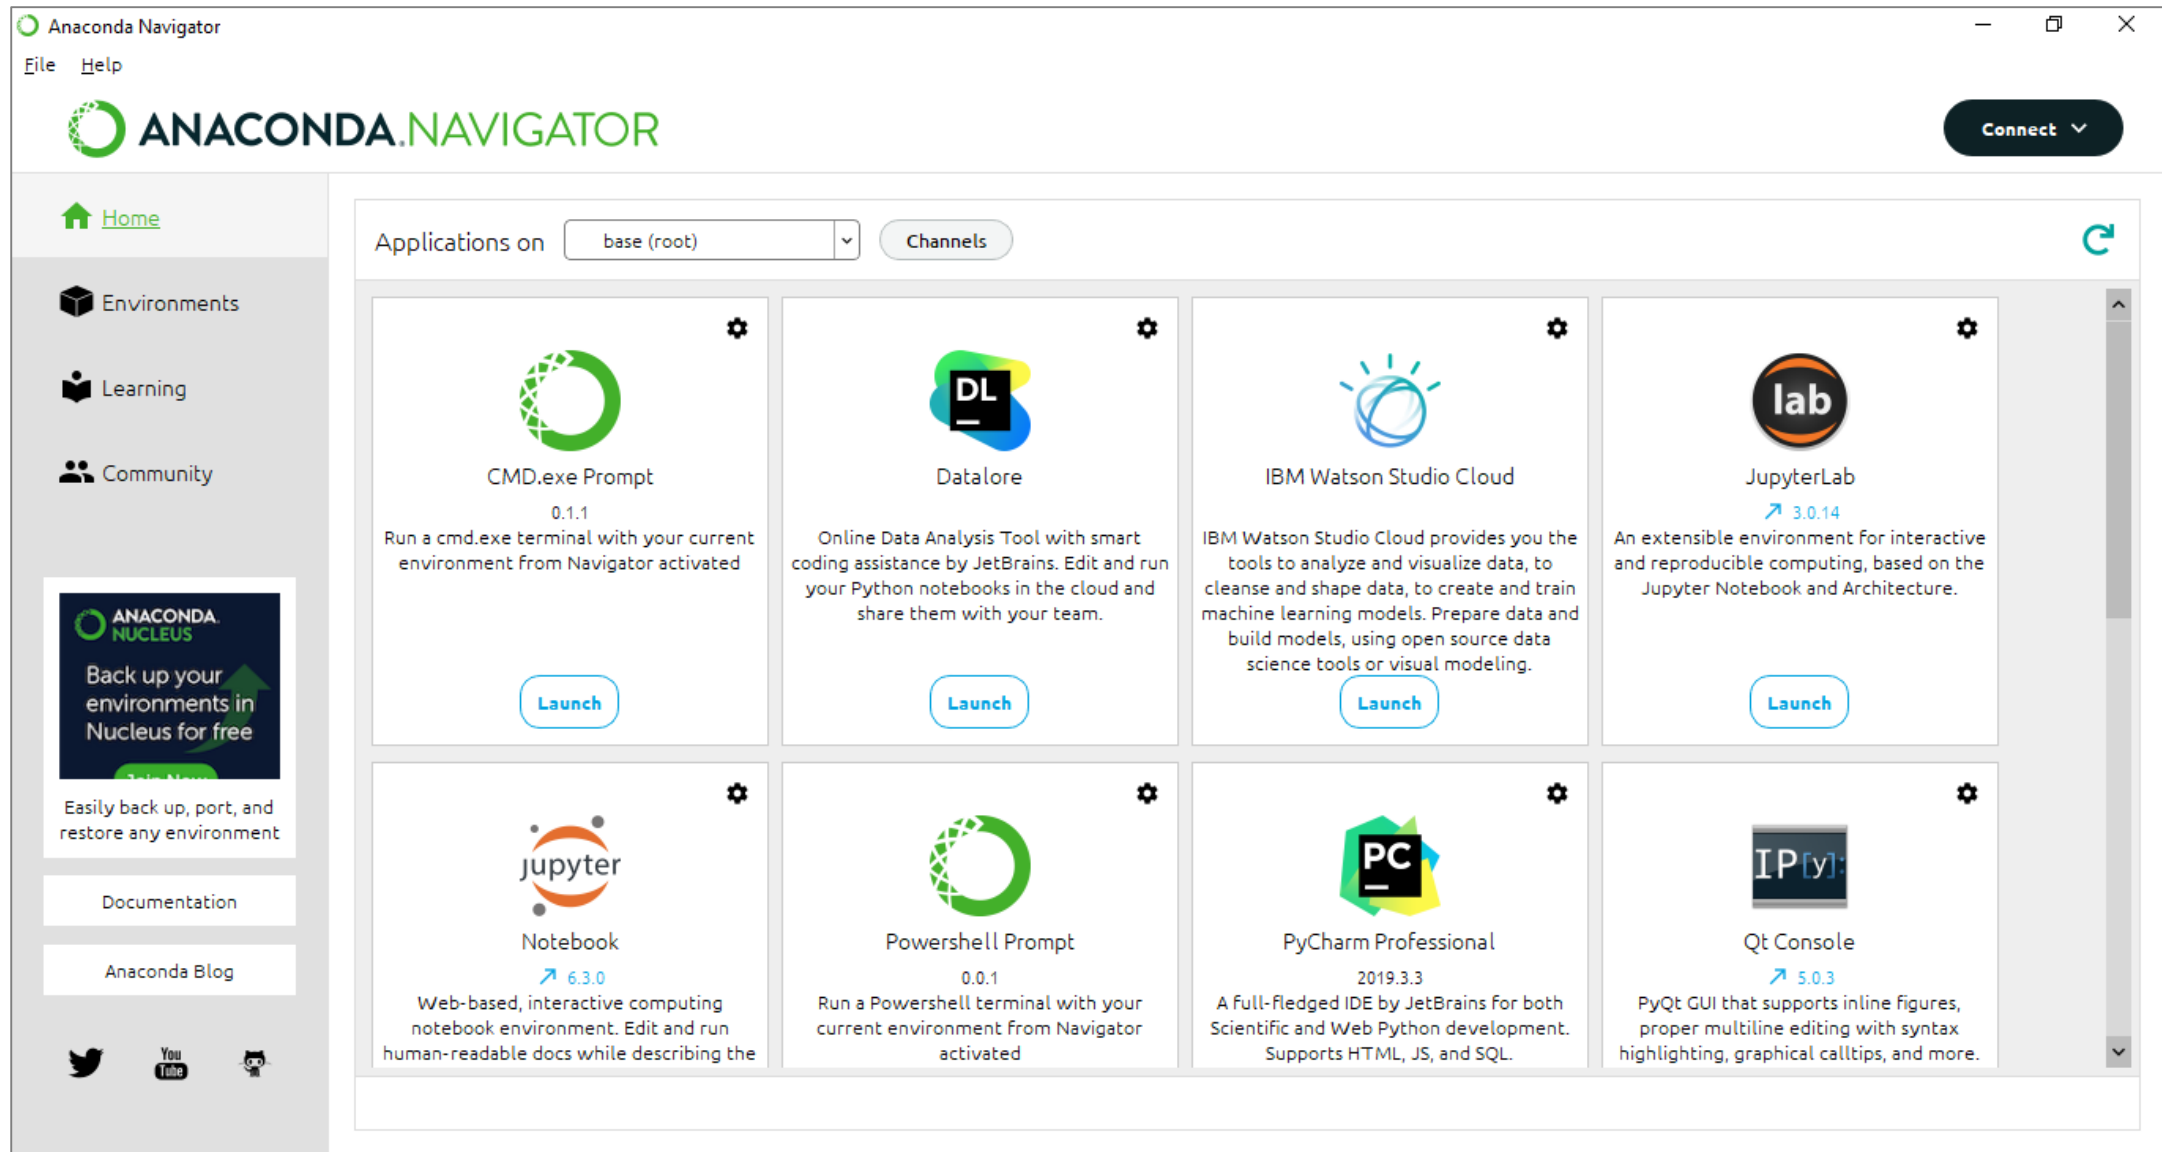 Anaconda Navigator
File Help
ANACONDA.NAVIGATOR
Connect
Home
Environments
Learning
Community
ANACONDA.
NUCLEUS
Back up your
environments in
Nucleus for free
Join Now
Easily back up, port, and
restore any environment
Documentation
Anaconda Blog
You
Tube
Applications on base (root) Channels
CMD.exe Prompt
0.1.1
Run a cmd.exe terminal with your current
environment from Navigator activated
Launch
DL
Datalore
Online Data Analysis Tool with smart
coding assistance by JetBrains. Edit and run
your Python notebooks in the cloud and
share them with your team.
Launch
IBM Watson Studio Cloud
IBM Watson Studio Cloud provides you the
tools to analyze and visualize data, to
cleanse and shape data, to create and train
machine learning models. Prepare data and
build models, using open source data
science tools or visual modeling.
Launch
lab
JupyterLab
3.0.14
An extensible environment for interactive
and reproducible computing, based on the
Jupyter Notebook and Architecture.
Launch
jupyter
Notebook
6.3.0
Web-based, interactive computing
notebook environment. Edit and run
human-readable docs while describing the
Powershell Prompt
0.0.1
Run a Powershell terminal with your
current environment from Navigator
activated
PC
PyCharm Professional
2019.3.3
A full-fledged IDE by JetBrains for both
Scientific and Web Python development.
Supports HTML, JS, and SQL.
IP[y]:
Qt Console
5.0.3
PyQt GUI that supports inline figures,
proper multiline editing with syntax
highlighting, graphical calltips, and more.